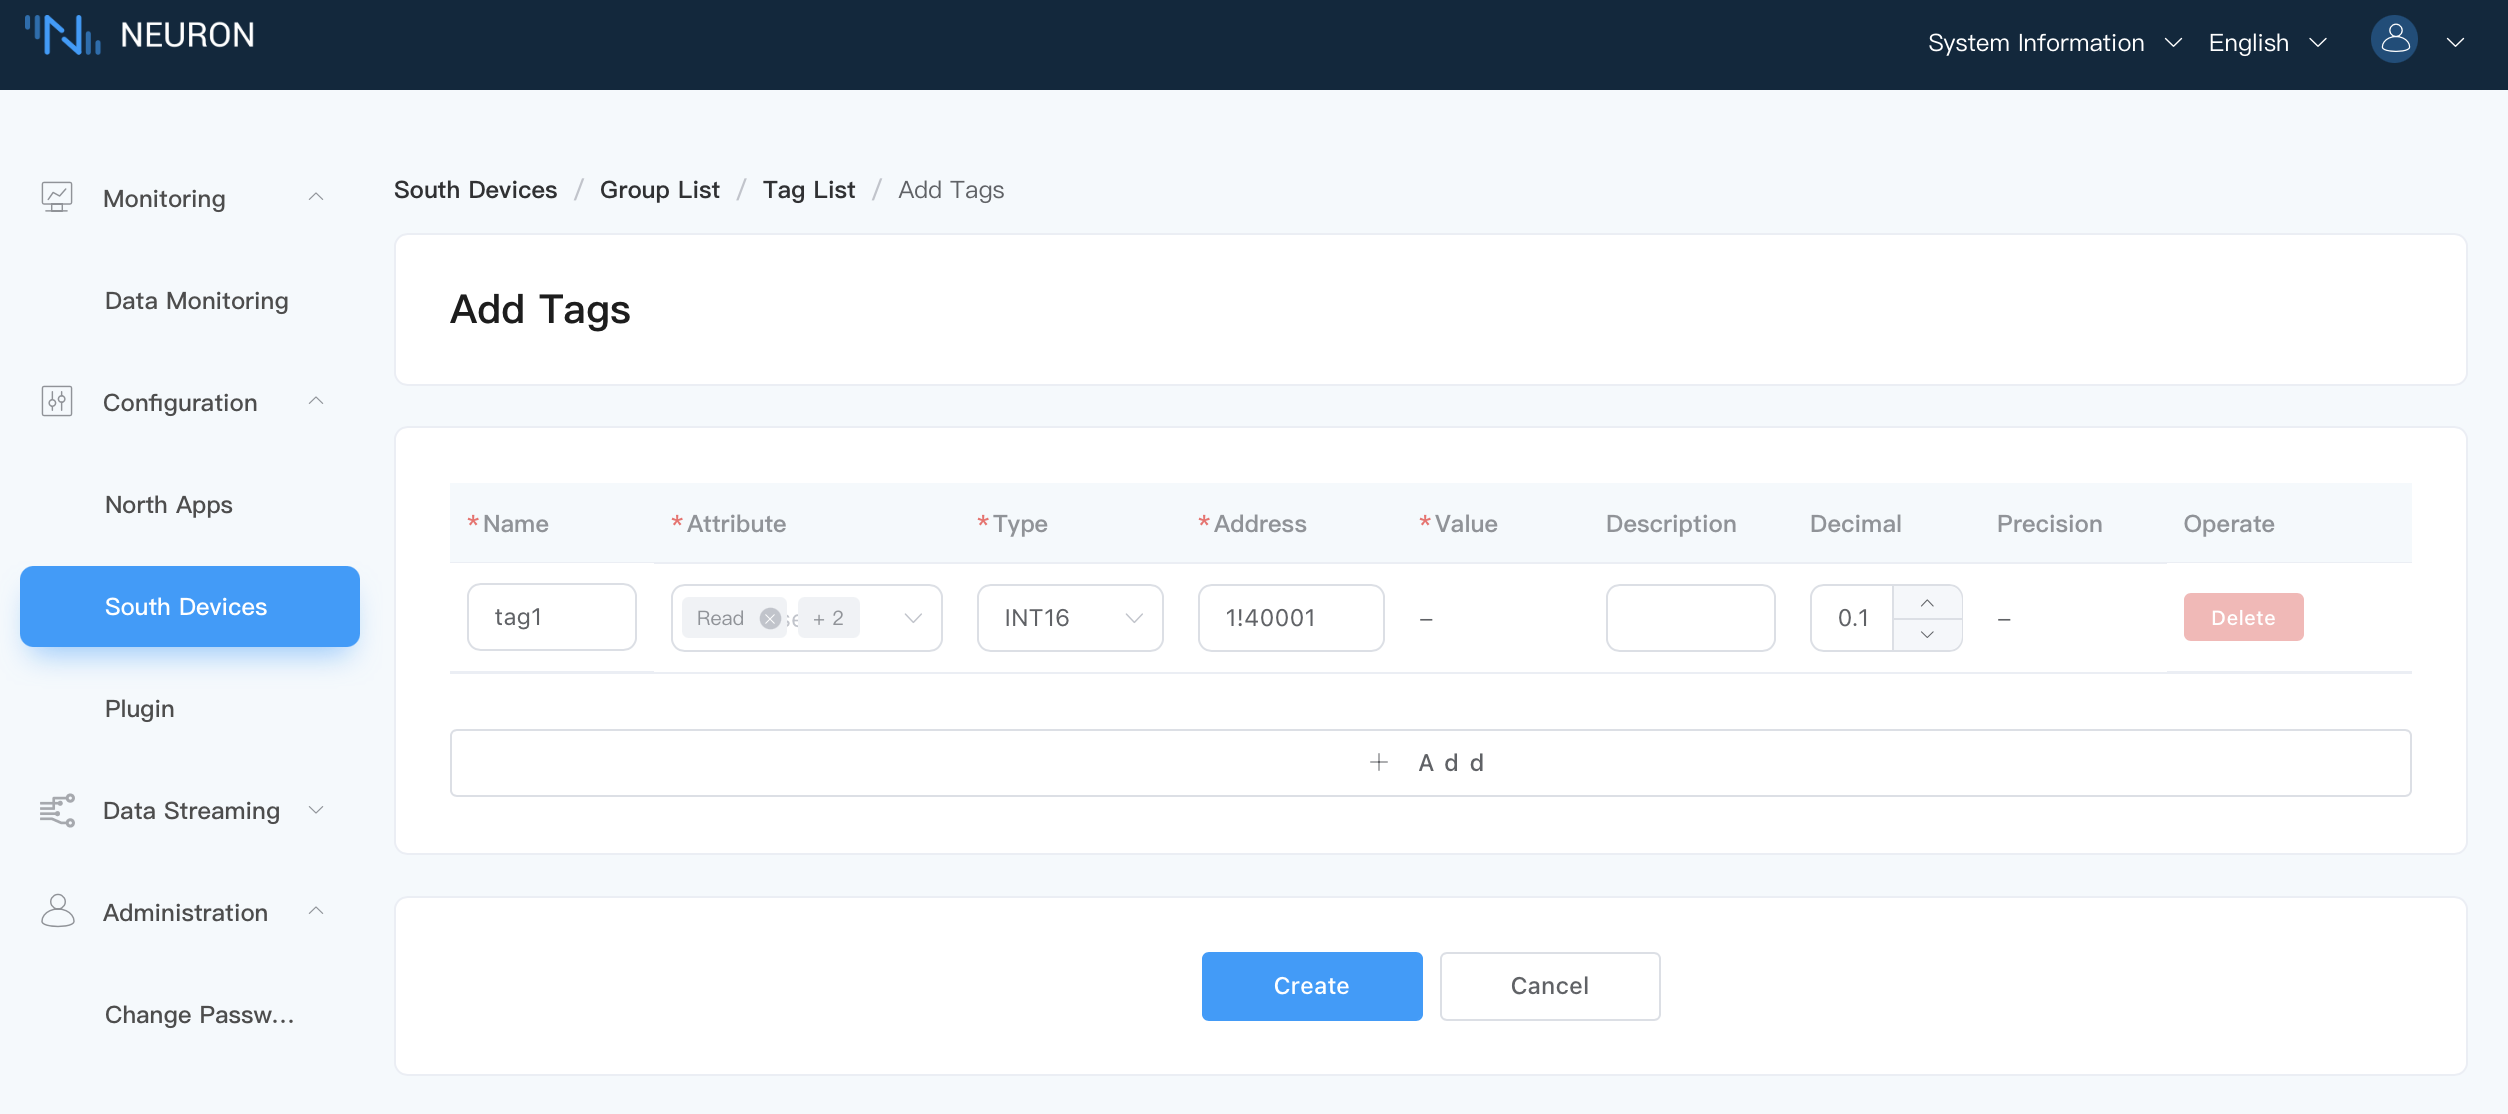 NEURON
System Information
English
Monitoring
Data Monitoring
Configuration
North Apps
South Devices
Plugin
Data Streaming
Administration
Change Passw...
South Devices / Group List / Tag List / Add Tags
Add Tags
* Name * Attribute * Type * Address * Value Description Decimal Precision Operate
tag1 Read + 2 INT16 1!40001 – 0.1 – Delete
+ Add
Create Cancel